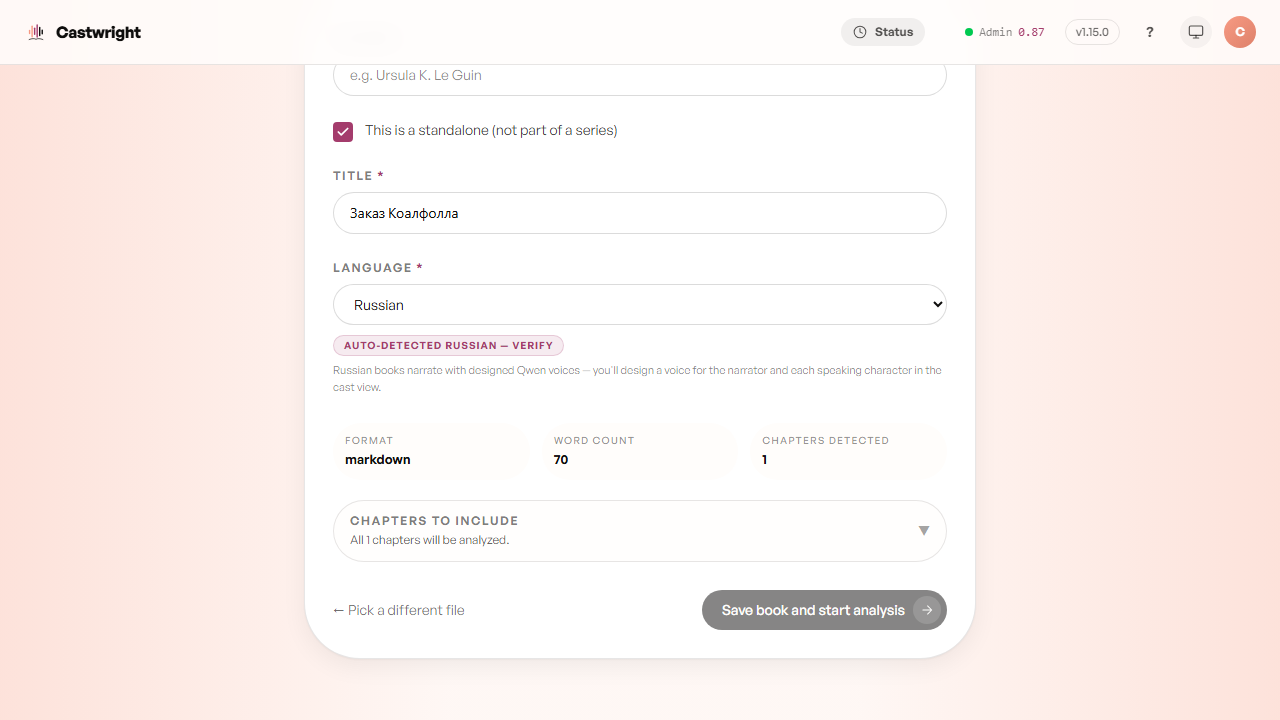 Castwright
Status
Admin 0.87
v1.15.0
?
C
e.g. Ursula K. Le Guin
This is a standalone (not part of a series)
TITLE *
Заказ Коалфолла
LANGUAGE *
Russian
AUTO-DETECTED RUSSIAN — VERIFY
Russian books narrate with designed Qwen voices — you'll design a voice for the narrator and each speaking character in the
cast view.
FORMAT
markdown
WORD COUNT
70
CHAPTERS DETECTED
1
CHAPTERS TO INCLUDE
All 1 chapters will be analyzed.
▼
← Pick a different file
Save book and start analysis →